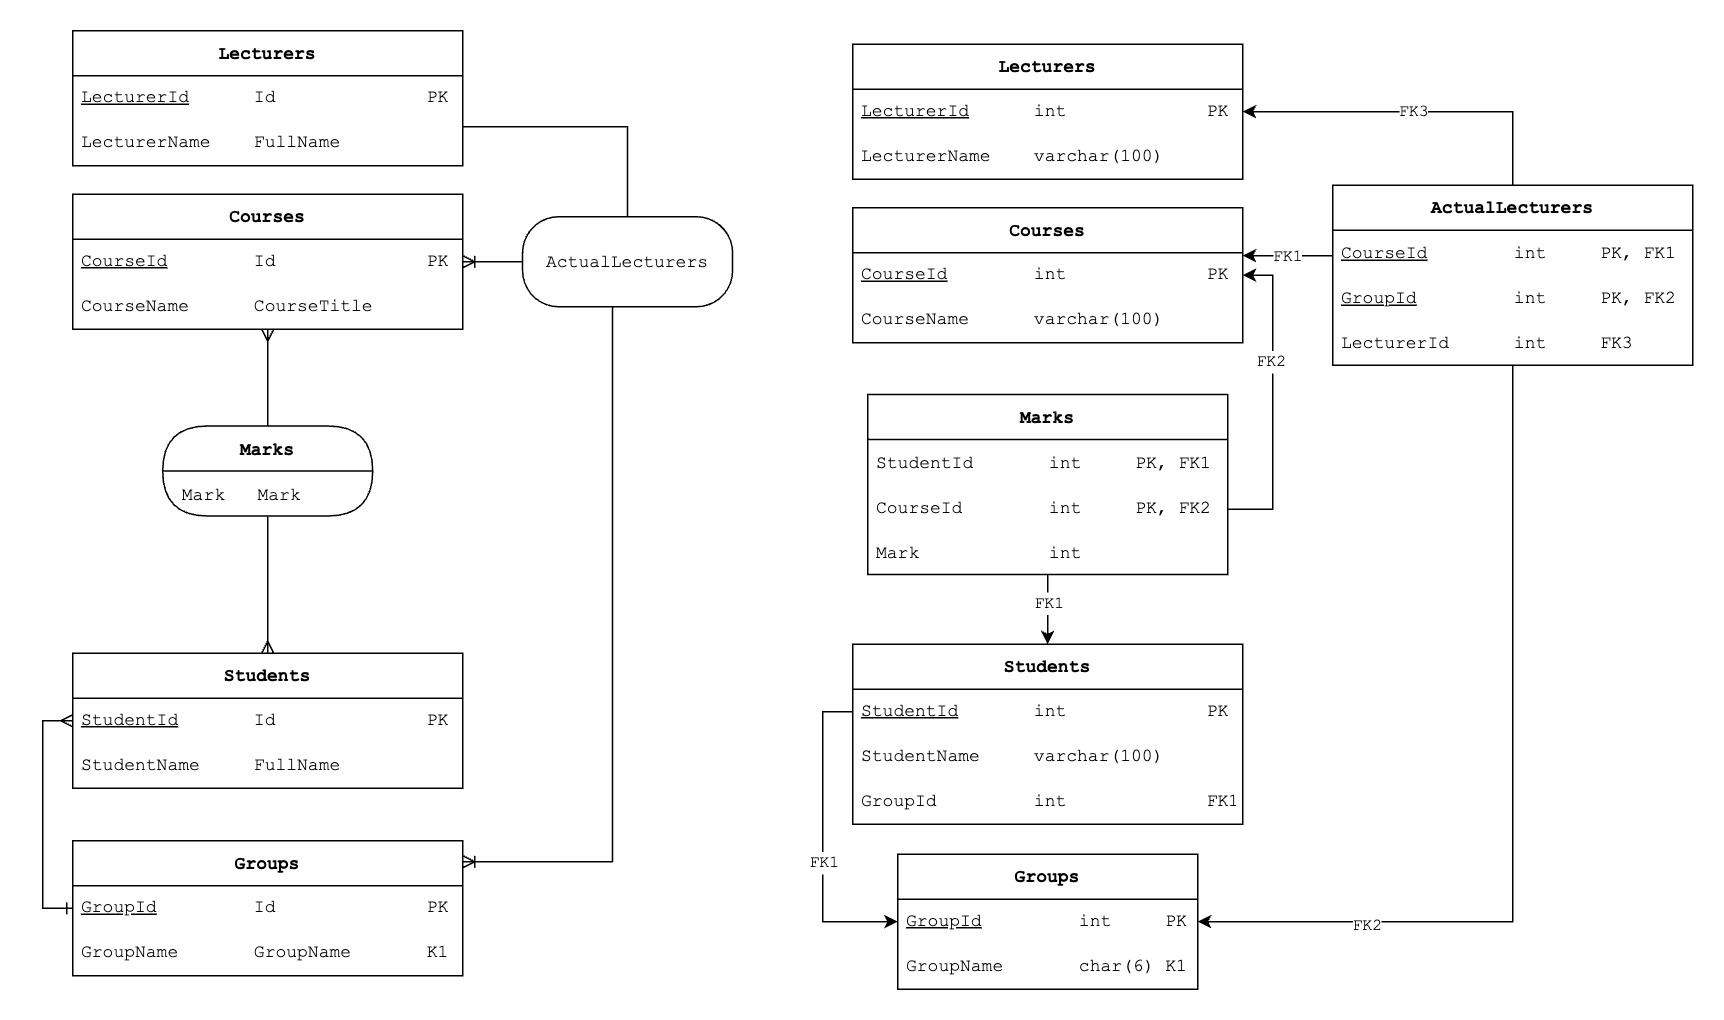 Lecturers
LecturerId Id PK
LecturerName FullName
Courses
CourseId Id PK
CourseName CourseTitle
ActualLecturers
Marks
Mark Mark
Students
StudentId Id PK
StudentName FullName
Groups
GroupId Id PK
GroupName GroupName K1
Lecturers
LecturerId int PK
LecturerName varchar(100)
FK3
Courses
CourseId int PK
CourseName varchar(100)
FK1
ActualLecturers
CourseId int PK, FK1
GroupId int PK, FK2
LecturerId int FK3
FK2
Marks
StudentId int PK, FK1
CourseId int PK, FK2
Mark int
FK1
Students
StudentId int PK
StudentName varchar(100)
GroupId int FK1
FK1
Groups
GroupId int PK
GroupName char(6) K1
FK2